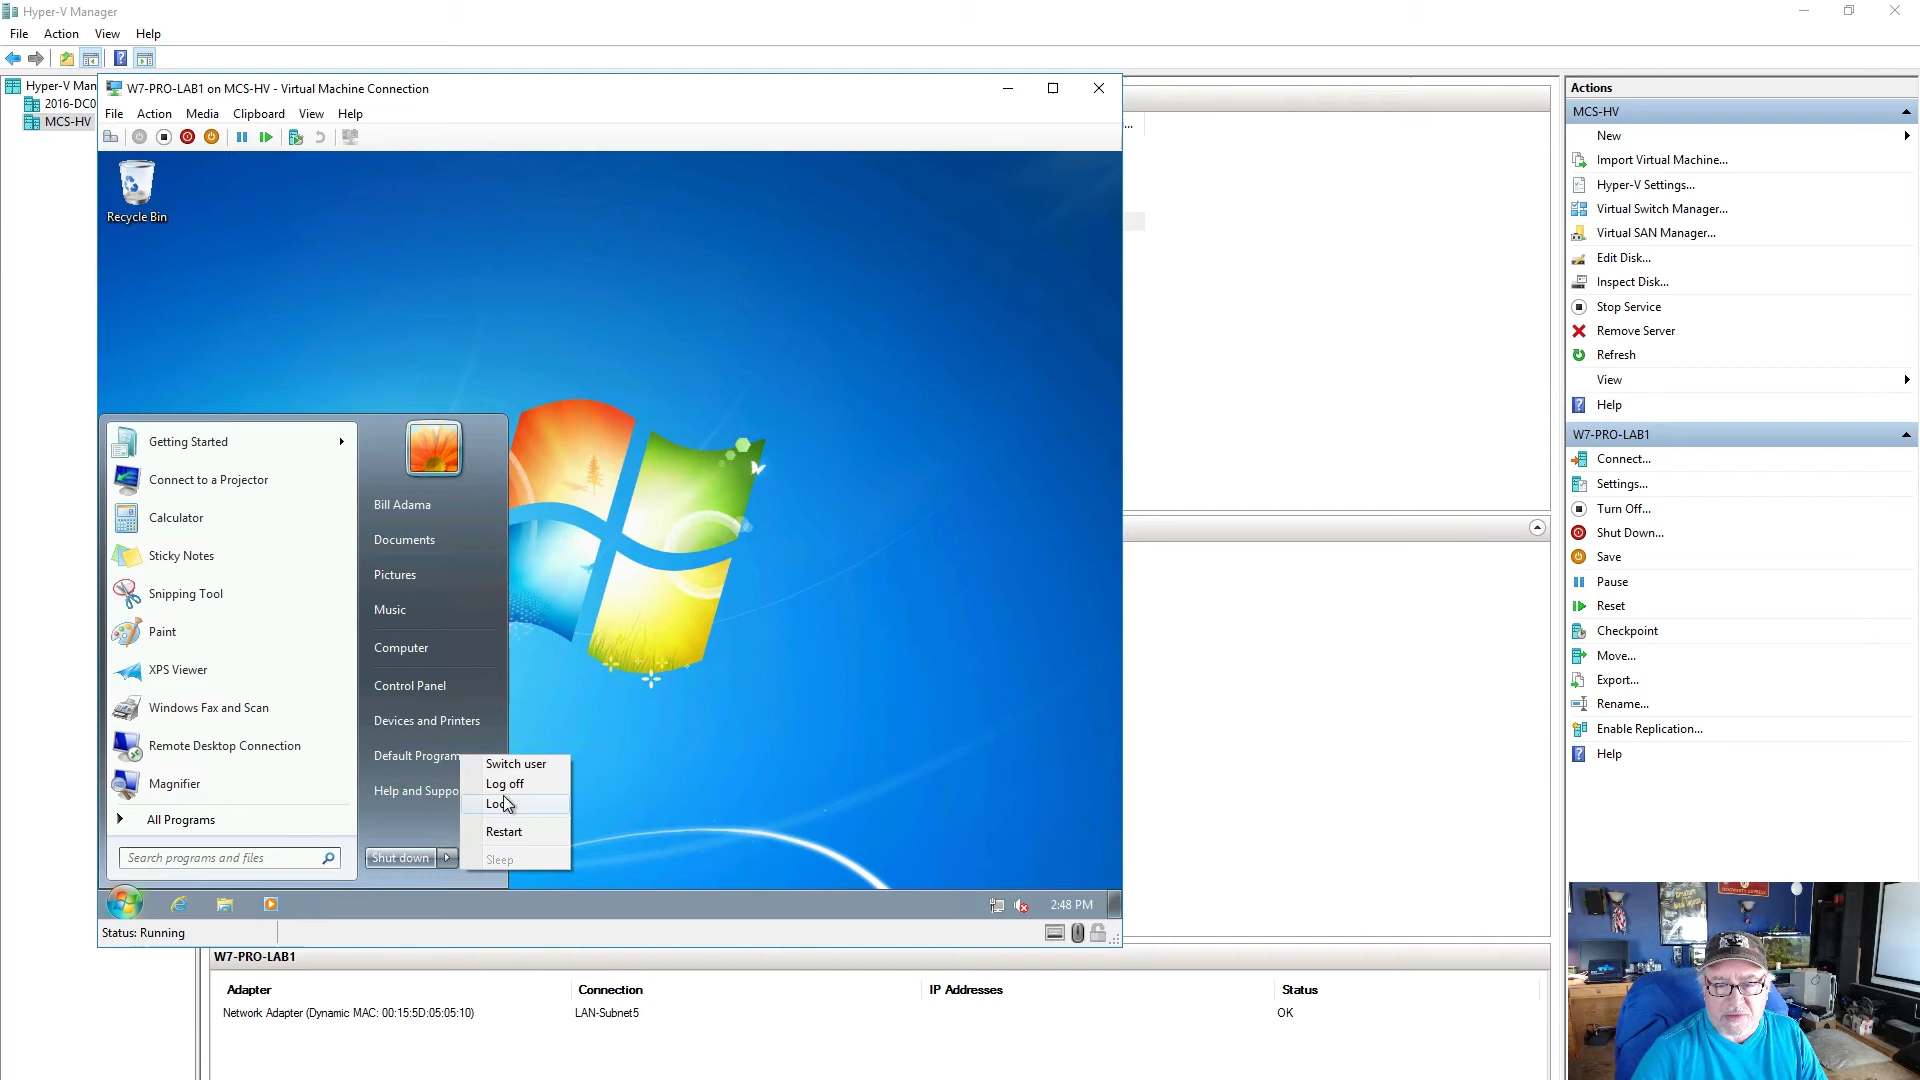 Hyper-V Manager
File Action View Help
Hyper-V Man
2016-DC0
MCS-HV
W7-PRO-LAB1 on MCS-HV - Virtual Machine Connection
File Action Media Clipboard View Help
Recycle Bin
Getting Started
Connect to a Projector
Calculator
Sticky Notes
Snipping Tool
Paint
XPS Viewer
Windows Fax and Scan
Remote Desktop Connection
Magnifier
All Programs
Search programs and files
Bill Adama
Documents
Pictures
Music
Computer
Control Panel
Devices and Printers
Default Program
Help and Suppo
Shut down
Switch user
Log off
Loc
Restart
Sleep
2:48 PM
Status: Running
...
W7-PRO-LAB1
Adapter Connection IP Addresses Status
Network Adapter (Dynamic MAC: 00:15:5D:05:05:10) LAN-Subnet5 OK
Actions
MCS-HV
New
Import Virtual Machine...
Hyper-V Settings...
Virtual Switch Manager...
Virtual SAN Manager...
Edit Disk...
Inspect Disk...
Stop Service
Remove Server
Refresh
View
Help
W7-PRO-LAB1
Connect...
Settings...
Turn Off...
Shut Down...
Save
Pause
Reset
Checkpoint
Move...
Export...
Rename...
Enable Replication...
Help